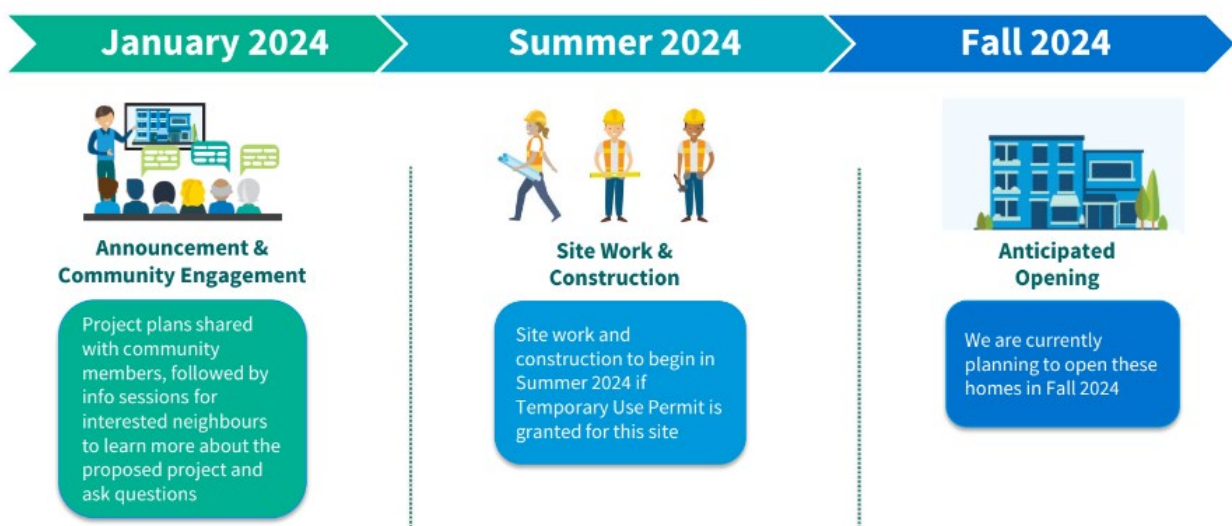 January 2024
Summer 2024
Fall 2024
Announcement &
Community Engagement
Project plans shared
with community
members, followed by
info sessions for
interested neighbours
to learn more about the
proposed project and
ask questions
Site Work &
Construction
Site work and
construction to begin in
Summer 2024 if
Temporary Use Permit is
granted for this site
Anticipated
Opening
We are currently
planning to open these
homes in Fall 2024